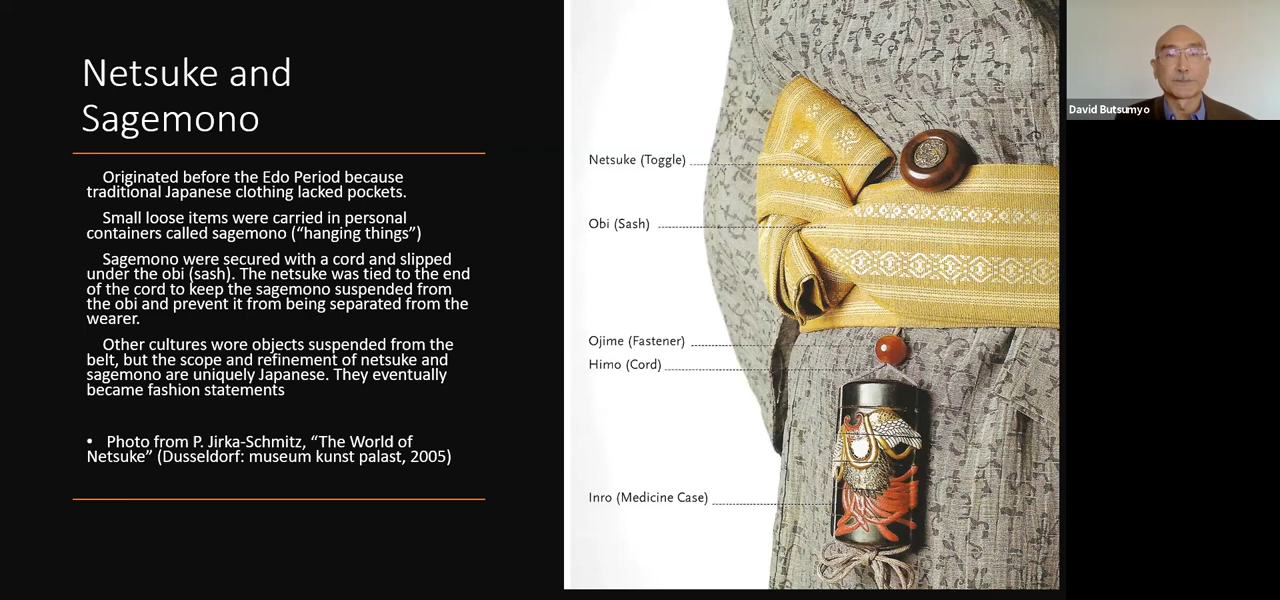 Netsuke and
Sagemono
Originated before the Edo Period because
traditional Japanese clothing lacked pockets.
Small loose items were carried in personal
containers called sagemono (“hanging things”)
Sagemono were secured with a cord and slipped
under the obi (sash). The netsuke was tied to the end
of the cord to keep the sagemono suspended from
the obi and prevent it from being separated from the
wearer.
Other cultures wore objects suspended from the
belt, but the scope and refinement of netsuke and
sagemono are uniquely Japanese. They eventually
became fashion statements
• Photo from P. Jirka-Schmitz, “The World of
Netsuke” (Dusseldorf: museum kunst palast, 2005)
Netsuke (Toggle)
Obi (Sash)
Ojime (Fastener)
Himo (Cord)
Inro (Medicine Case)
David Butsumyo